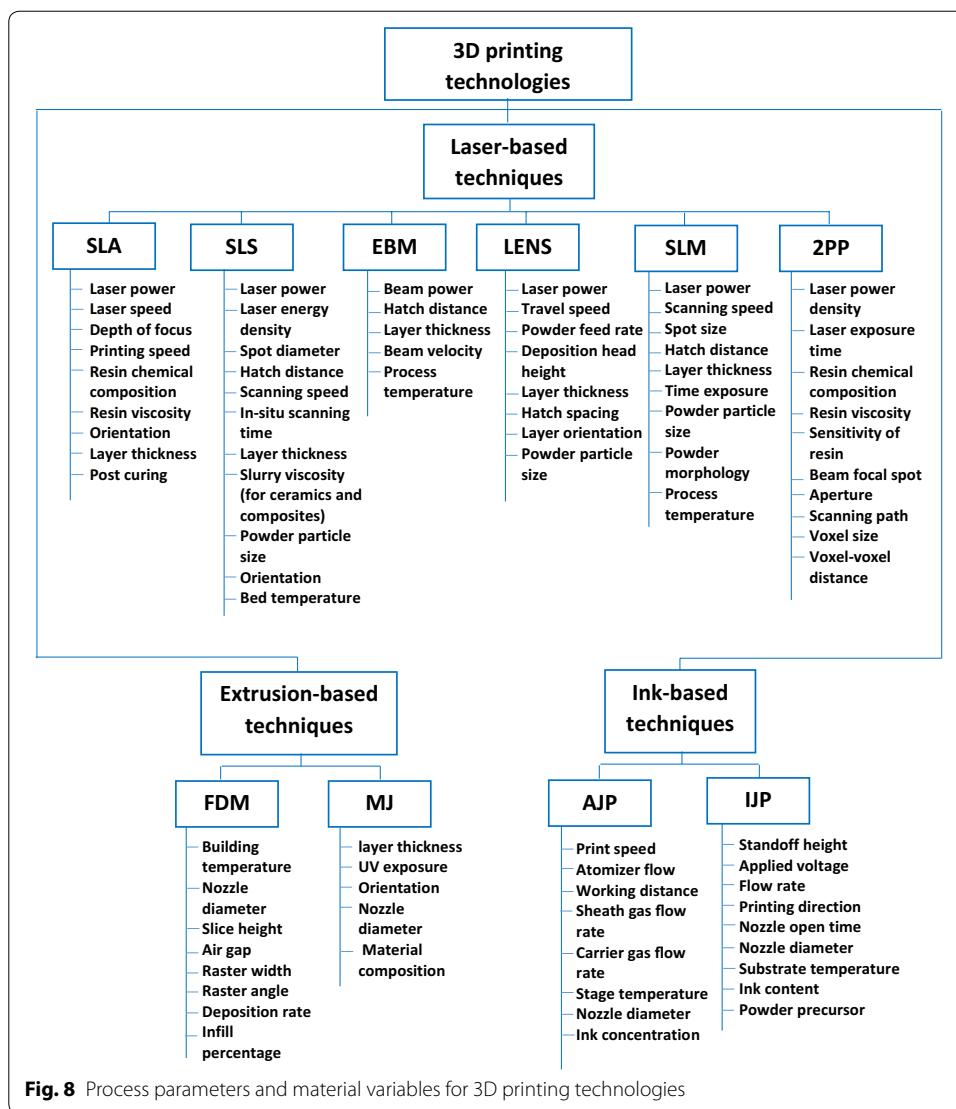 3D printing
technologies
Laser-based
techniques
SLA
Laser power
Laser speed
Depth of focus
Printing speed
Resin chemical
composition
Resin viscosity
Orientation
Layer thickness
Post curing
SLS
Laser power
Laser energy
density
Spot diameter
Hatch distance
Scanning speed
In-situ scanning
time
Layer thickness
Slurry viscosity
(for ceramics and
composites)
Powder particle
size
Orientation
Bed temperature
EBM
Beam power
Hatch distance
Layer thickness
Beam velocity
Process
temperature
LENS
Laser power
Travel speed
Powder feed rate
Deposition head
height
Layer thickness
Hatch spacing
Layer orientation
Powder particle
size
SLM
Laser power
Scanning speed
Spot size
Hatch distance
Layer thickness
Time exposure
Powder particle
size
Powder
morphology
Process
temperature
2PP
Laser power
density
Laser exposure
time
Resin chemical
composition
Resin viscosity
Sensitivity of
resin
Beam focal spot
Aperture
Scanning path
Voxel size
Voxel-voxel
distance
Extrusion-based
techniques
FDM
Building
temperature
Nozzle
diameter
Slice height
Air gap
Raster width
Raster angle
Deposition rate
Infill
percentage
MJ
layer thickness
UV exposure
Orientation
Nozzle
diameter
Material
composition
Ink-based
techniques
AJP
Print speed
Atomizer flow
Working distance
Sheath gas flow
rate
Carrier gas flow
rate
Stage temperature
Nozzle diameter
Ink concentration
IJP
Standoff height
Applied voltage
Flow rate
Printing direction
Nozzle open time
Nozzle diameter
Substrate temperature
Ink content
Powder precursor
Fig. 8 Process parameters and material variables for 3D printing technologies